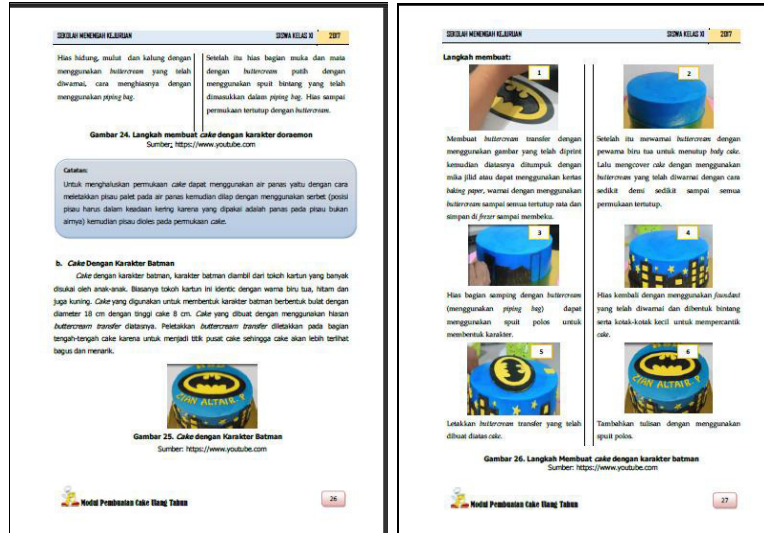 SEKOLAH MENENGAH KEJURUAN
SISWA KELAS XI 2017
Hias hidung, mulut dan kalung dengan
menggunakan buttercream yang telah
diwarnai, cara menghiasnya dengan
menggunakan piping bag.
Setelah itu hias bagian muka dan mata
dengan buttercream putih dengan
menggunakan spuit bintang yang telah
dimasukkan dalam piping bag. Hias sampai
permukaan tertutup dengan buttercream.
Gambar 24. Langkah membuat cake dengan karakter doraemon
Sumber: https://www.youtube.com
Catatan:
Untuk menghaluskan permukaan cake dapat menggunakan air panas yaitu dengan cara
meletakkan pisau palet pada air panas kemudian dilap dengan menggunakan serbet (posisi
pisau harus dalam keadaan kering karena yang dipakai adalah panas pada pisau bukan
airnya) kemudian pisau dioles pada permukaan cake.
b. Cake Dengan Karakter Batman
Cake dengan karakter batman, karakter batman diambil dari tokoh kartun yang banyak
disukai oleh anak-anak. Biasanya tokoh kartun ini identic dengan warna biru tua, hitam dan
juga kuning. Cake yang digunakan untuk membentuk karakter batman berbentuk bulat dengan
diameter 18 cm dengan tinggi cake 8 cm. Cake yang dibuat dengan menggunakan hiasan
buttercream transfer diatasnya. Peletakkan buttercream transfer diletakkan pada bagian
tengah-tengah cake karena untuk menjadi titik pusat cake sehingga cake akan lebih terlihat
bagus dan menarik.
ZIAN ALTAIR. P
Gambar 25. Cake dengan Karakter Batman
Sumber: https://www.youtube.com
Modul Pembuatan Cake Ulang Tahun
26
SEKOLAH MENENGAH KEJURUAN
SISWA KELAS XI 2017
Langkah membuat:
1
Membuat buttercream transfer dengan
menggunakan gambar yang telah diprint
kemudian diatasnya ditumpuk dengan
mika jilid atau dapat menggunakan kertas
baking paper, warnai dengan menggunakan
buttercream sampai semua tertutup rata dan
simpan di frezer sampai membeku.
2
Setelah itu mewarnai buttercream dengan
pewarna biru tua untuk menutup body cake.
Lalu mengcover cake dengan menggunakan
buttercream yang telah diwarnai dengan cara
sedikit demi sedikit sampai semua
permukaan tertutup.
3
Hias bagian samping dengan buttercream
(menggunakan piping bag) dapat
menggunakan spuit polos untuk
membentuk karakter.
4
Hias kembali dengan menggunakan foundant
yang telah diwarnai dan dibentuk bintang
serta kotak-kotak kecil untuk mempercantik
cake.
5
Letakkan buttercream transfer yang telah
dibuat diatas cake.
6
ZIAN ALTAIR. P
Tambahkan tulisan dengan menggunakan
spuit polos.
Gambar 26. Langkah Membuat cake dengan karakter batman
Sumber: https://www.youtube.com
Modul Pembuatan Cake Ulang Tahun
27